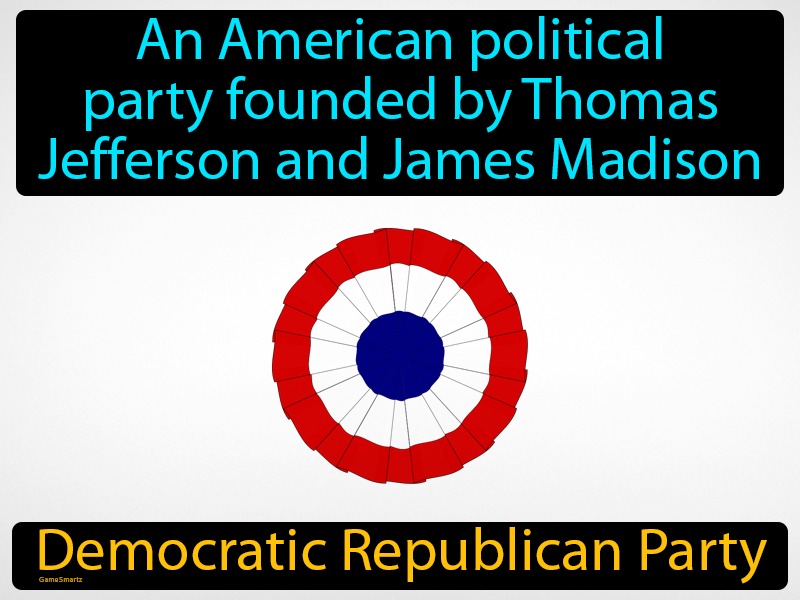 An American political
party founded by Thomas
Jefferson and James Madison
Democratic Republican Party
GameSmartz